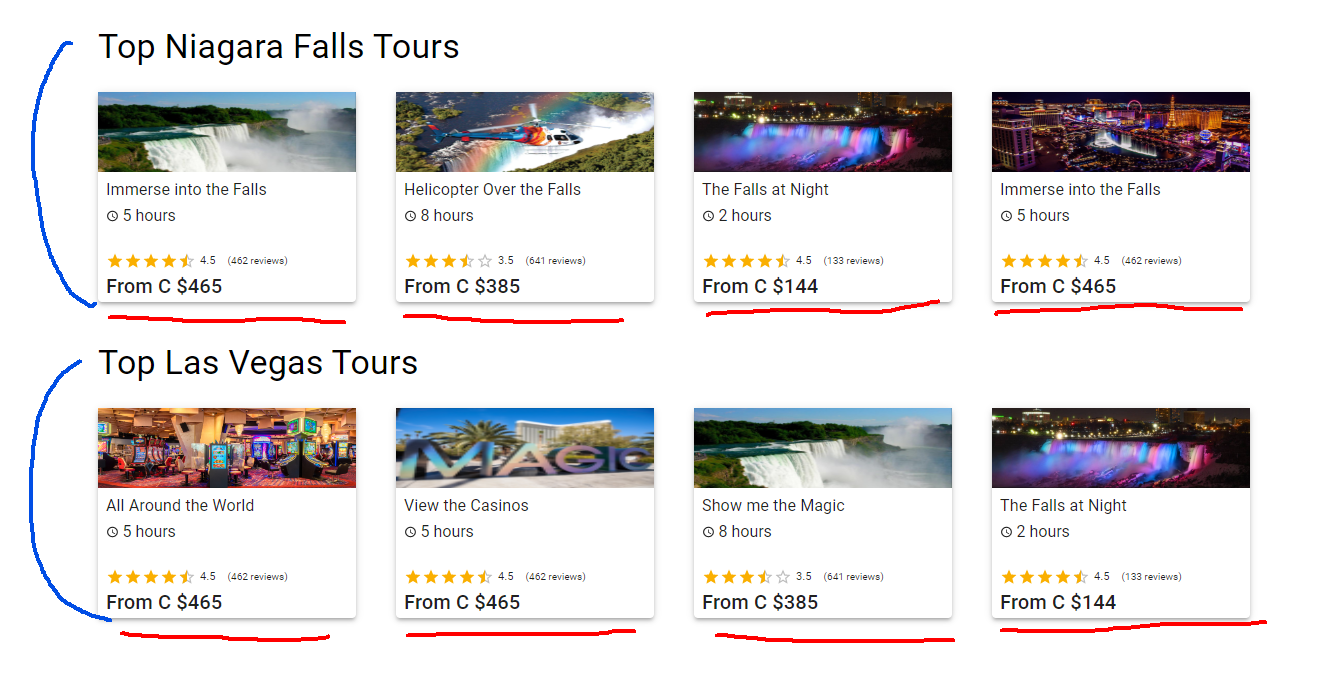 Top Niagara Falls Tours
Immerse into the Falls
5 hours
4.5 (462 reviews)
From C $465
Helicopter Over the Falls
8 hours
3.5 (641 reviews)
From C $385
The Falls at Night
2 hours
4.5 (133 reviews)
From C $144
Immerse into the Falls
5 hours
4.5 (462 reviews)
From C $465
Top Las Vegas Tours
All Around the World
5 hours
4.5 (462 reviews)
From C $465
MAGIC
View the Casinos
5 hours
4.5 (462 reviews)
From C $465
Show me the Magic
8 hours
3.5 (641 reviews)
From C $385
The Falls at Night
2 hours
4.5 (133 reviews)
From C $144